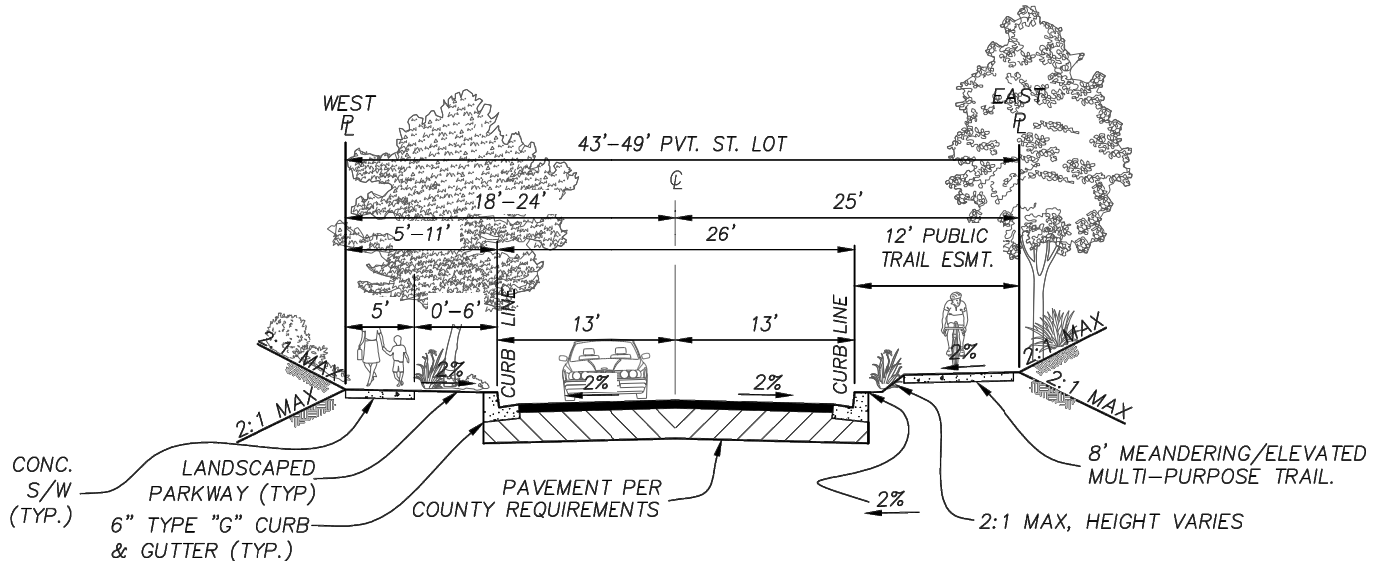 WEST
PL
EAST
PL
43'-49' PVT. ST. LOT
CL
18'-24'
25'
5'-11'
26'
12' PUBLIC
TRAIL ESMT.
5'
0'-6'
CURB LINE
13'
13'
CURB LINE
2:1 MAX
2:1 MAX
2%
2%
2%
2%
2:1 MAX
2:1 MAX
CONC.
S/W
(TYP.)
LANDSCAPED
PARKWAY (TYP)
6" TYPE "G" CURB
& GUTTER (TYP.)
PAVEMENT PER
COUNTY REQUIREMENTS
2%
8' MEANDERING/ELEVATED
MULTI-PURPOSE TRAIL.
2:1 MAX, HEIGHT VARIES